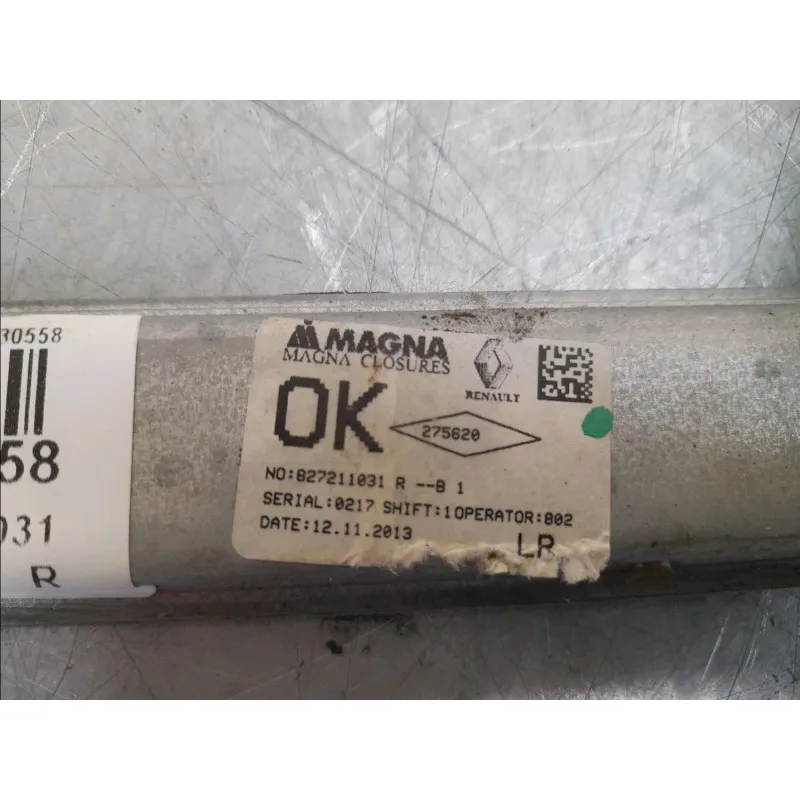 30558
58
031
R
MAGNA
MAGNA CLOSURES
RENAULT
OK
275620
NO:827211031 R --B 1
SERIAL:0217 SHIFT:1OPERATOR:802
DATE:12.11.2013
LR